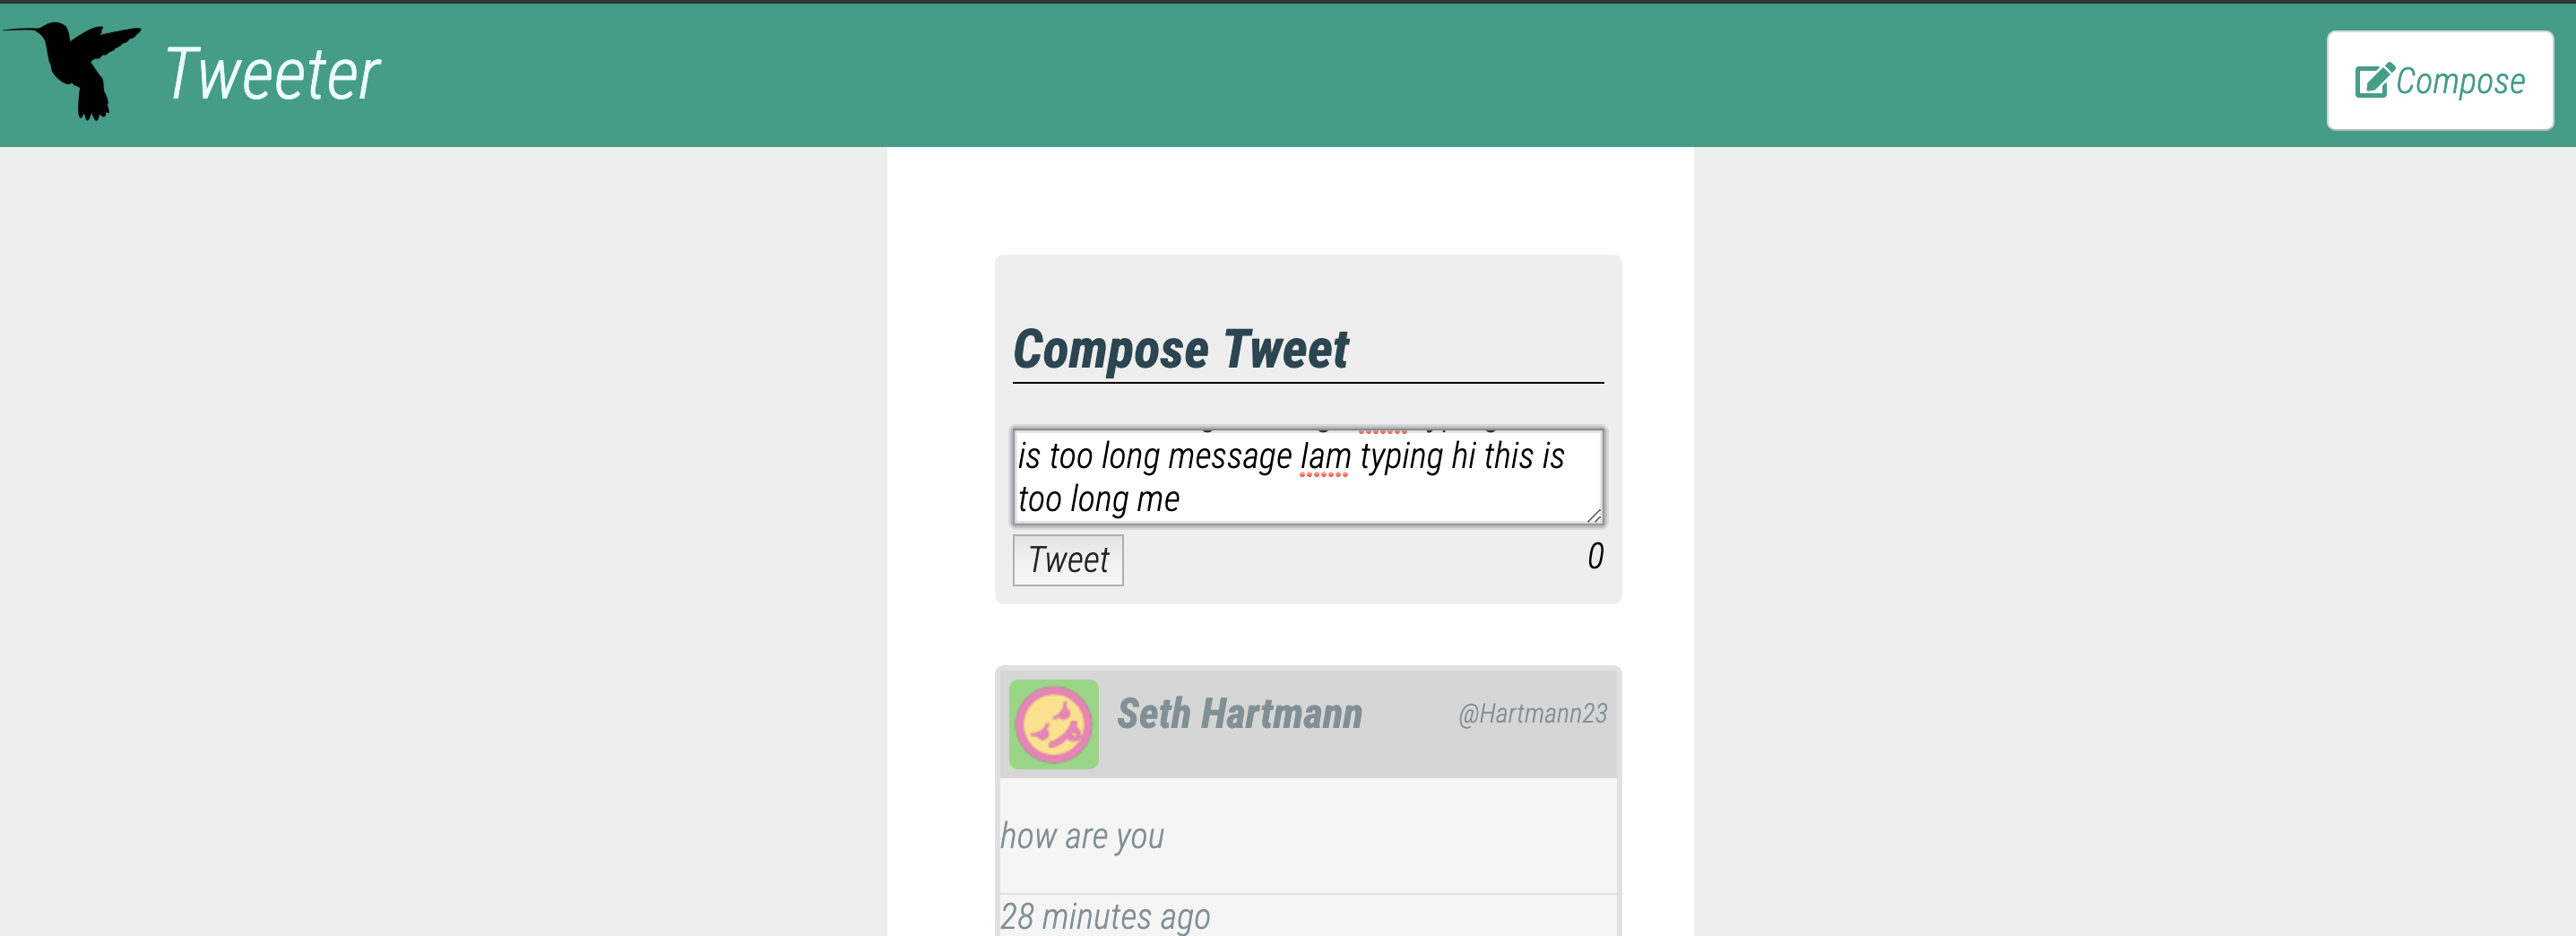 Tweeter
Compose
Compose Tweet
is too long message Iam typing hi this is
too long me
Tweet
0
Seth Hartmann
@Hartmann23
how are you
28 minutes ago